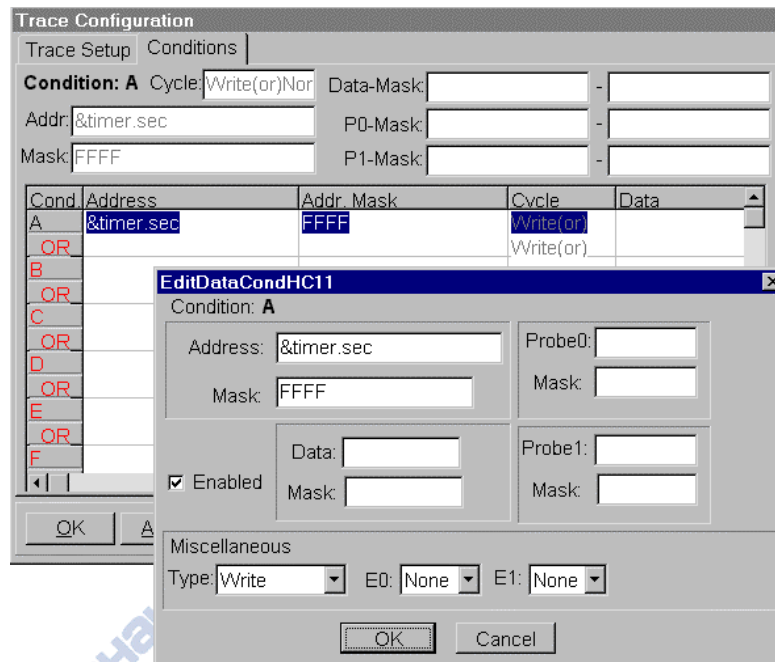 Trace Configuration
Trace Setup Conditions
Condition: A Cycle: Write(or)Nor Data-Mask: -
Addr: &timer.sec P0-Mask: -
Mask: FFFF P1-Mask: -
Cond. Address Addr. Mask Cycle Data
A &timer.sec FFFF Write(or)
OR Write(or)
B
OR
C
OR
D
OR
E
OR
F
OK A
EditDataCondHC11
Condition: A
Address: &timer.sec Probe0:
Mask: FFFF Mask:
Data: Probe1:
Enabled Mask: Mask:
Miscellaneous
Type: Write E0: None E1: None
OK Cancel